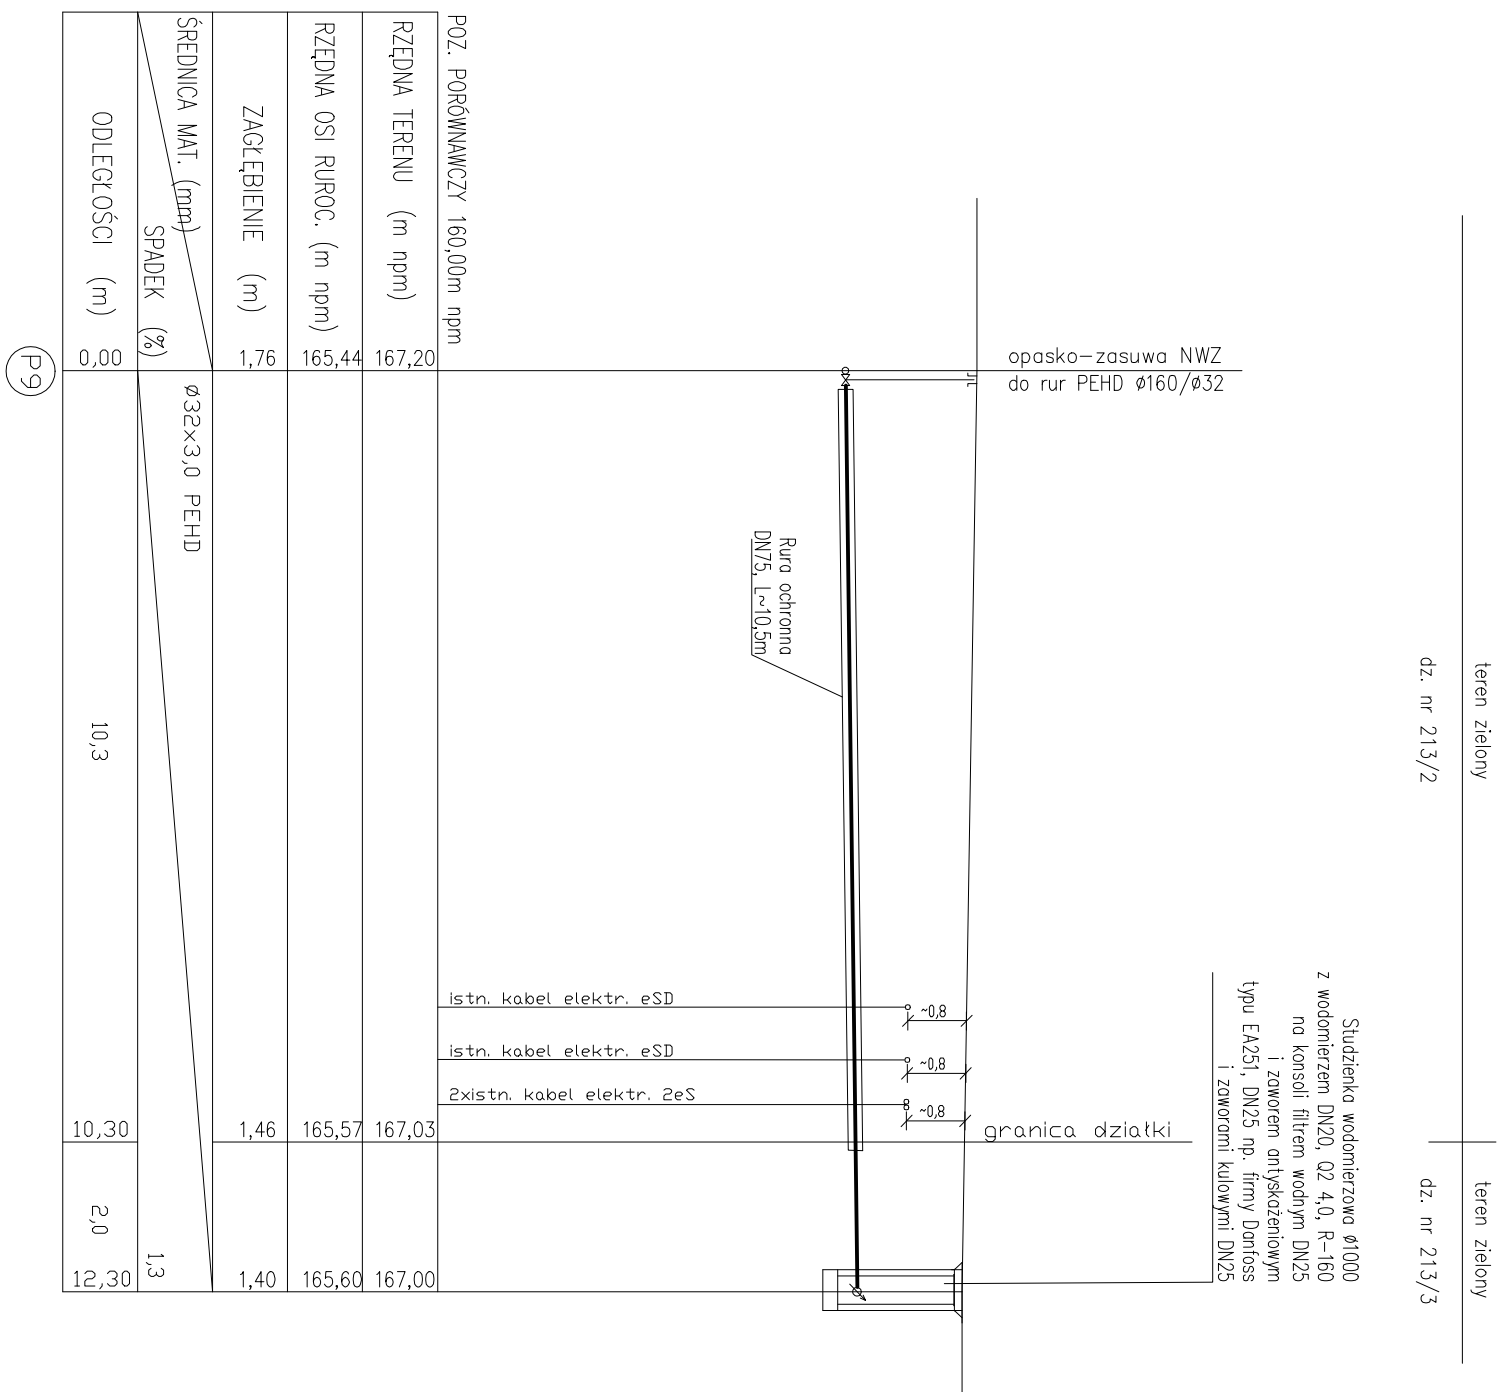 teren zielony
dz. nr 213/2
teren zielony
dz. nr 213/3
Studzienka wodomierzowa ø1000
z wodomierzem DN20, Q2 4,0, R-160
na konsoli filtrem wodnym DN25
i zaworem antyskażeniowym
typu EA251, DN25 np. firmy Danfoss
i zaworami kulowymi DN25
opasko-zasuwa NWZ
do rur PEHD ø160/ø32
granica działki
~0,8
~0,8
~0,8
Rura ochronna
DN75, L~10,5m
istn. kabel elektr. eSD
istn. kabel elektr. eSD
2xistn. kabel elektr. 2eS
POZ. PORÓWNAWCZY 160,00m npm
RZĘDNA TERENU (m npm)
167,20
167,03
167,00
RZĘDNA OSI RUROC. (m npm)
165,44
165,57
165,60
ZAGŁĘBIENIE (m)
1,76
1,46
1,40
ŚREDNICA MAT. (mm)
SPADEK (%)
ø32x3,0 PEHD
1,3
ODLEGŁOŚCI (m)
0,00
10,3
10,30
2,0
12,30
P9